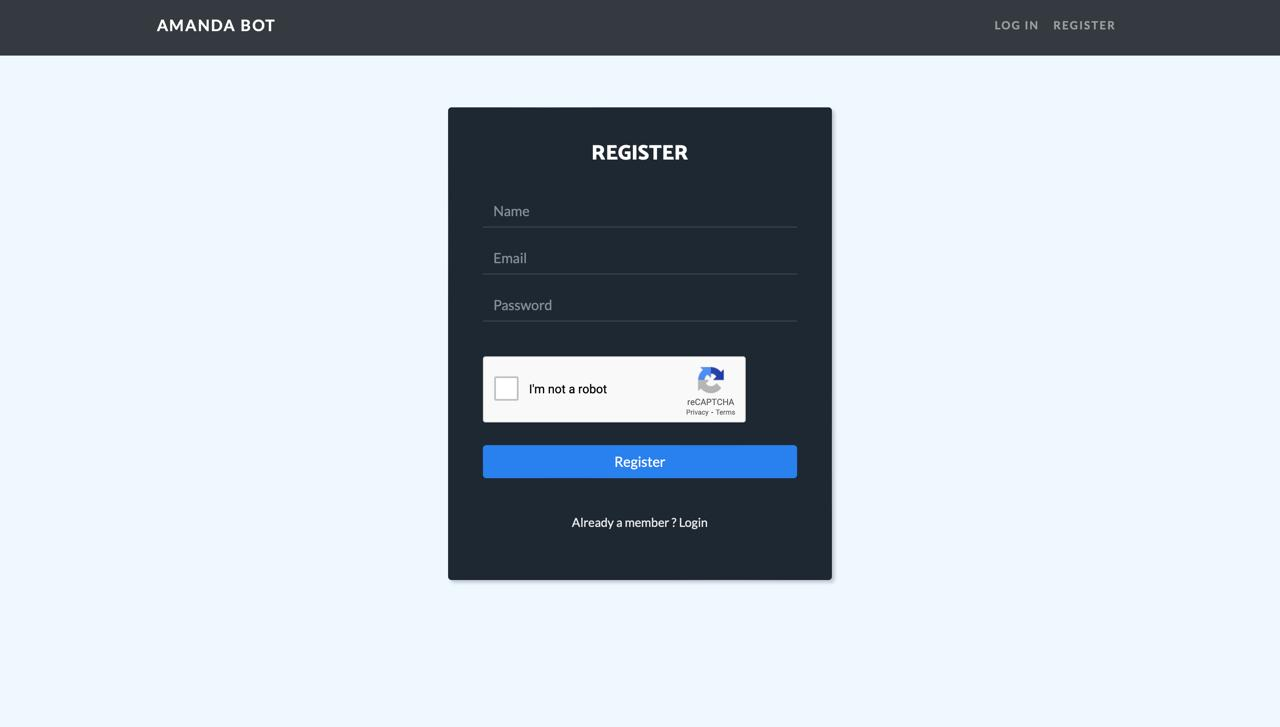 AMANDA BOT
LOG IN REGISTER
REGISTER
Name
Email
Password
I'm not a robot
reCAPTCHA
Privacy - Terms
Register
Already a member ? Login